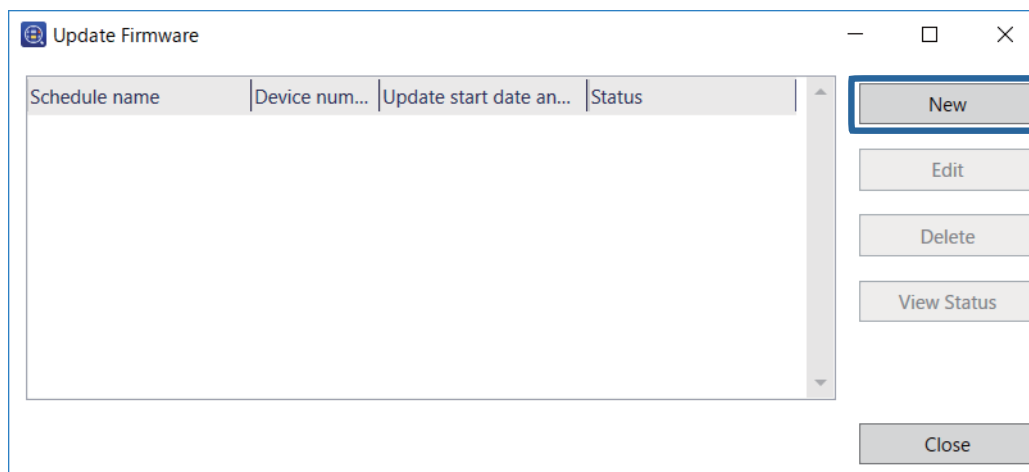 Update Firmware
Schedule name Device num... Update start date an... Status
New
Edit
Delete
View Status
Close